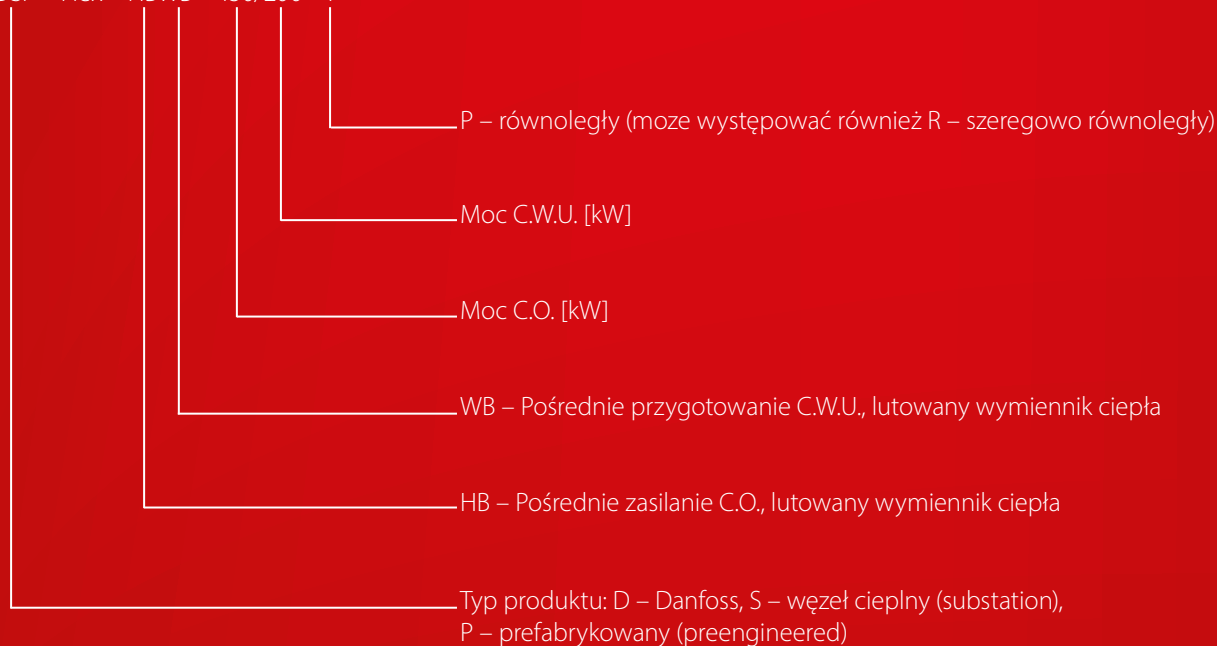 P – równoległy (moze występować również R – szeregowo równoległy)
Moc C.W.U. [kW]
Moc C.O. [kW]
WB – Pośrednie przygotowanie C.W.U., lutowany wymiennik ciepła
HB – Pośrednie zasilanie C.O., lutowany wymiennik ciepła
Typ produktu: D – Danfoss, S – węzeł cieplny (substation),
P – prefabrykowany (preengineered)